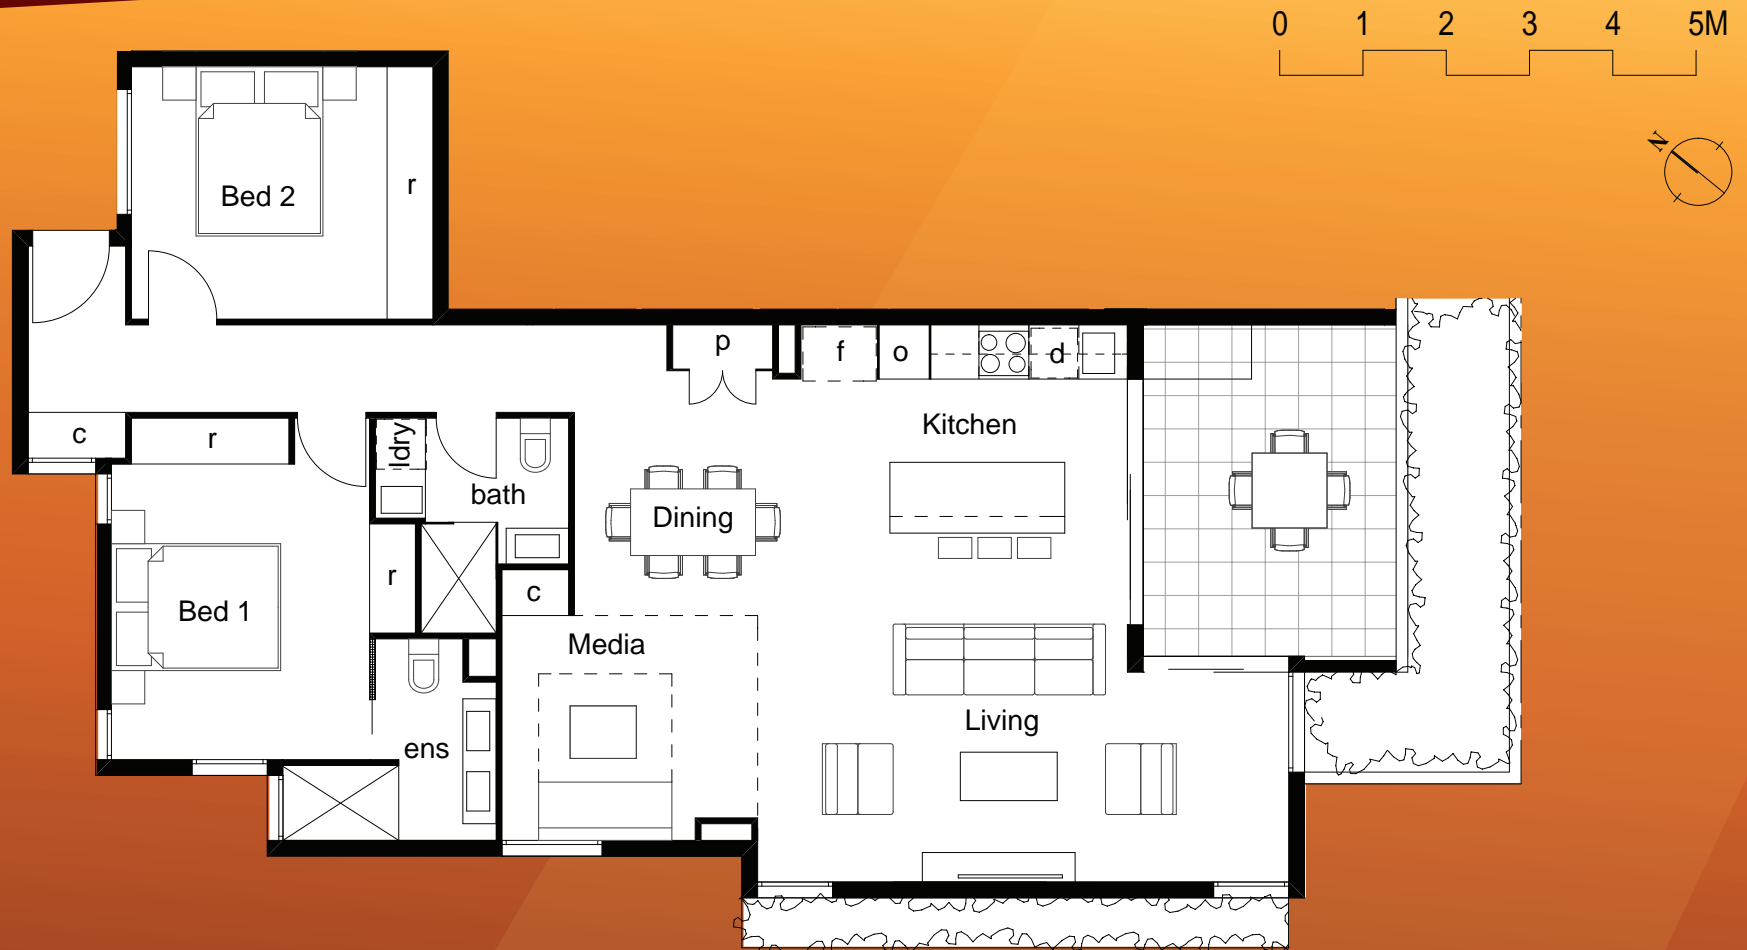 0 1 2 3 4 5M
N
Bed 2
r
p
f
o
d
c
r
ldry
Kitchen
bath
Dining
r
c
Bed 1
Media
Living
ens